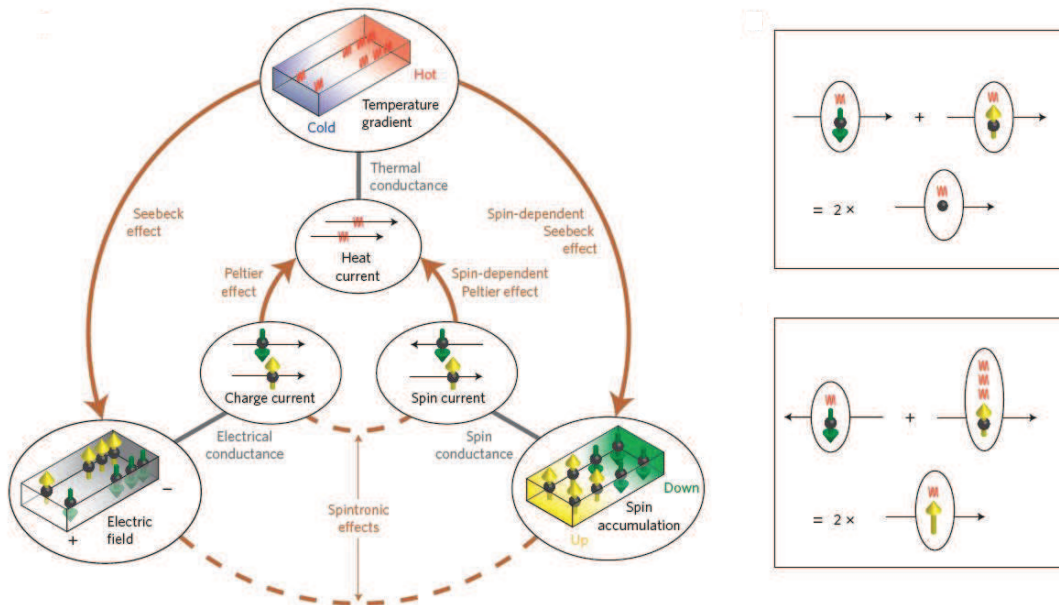 Hot
Temperature
gradient
Cold
Thermal
conductance
Seebeck
effect
Spin-dependent
Seebeck
effect
Heat
current
Peltier
effect
Spin-dependent
Peltier effect
Charge current
Spin current
Electrical
conductance
Spin
conductance
Electric
field
+
−
Spintronic
effects
Down
Spin
accumulation
Up
+
= 2 ×
+
= 2 ×